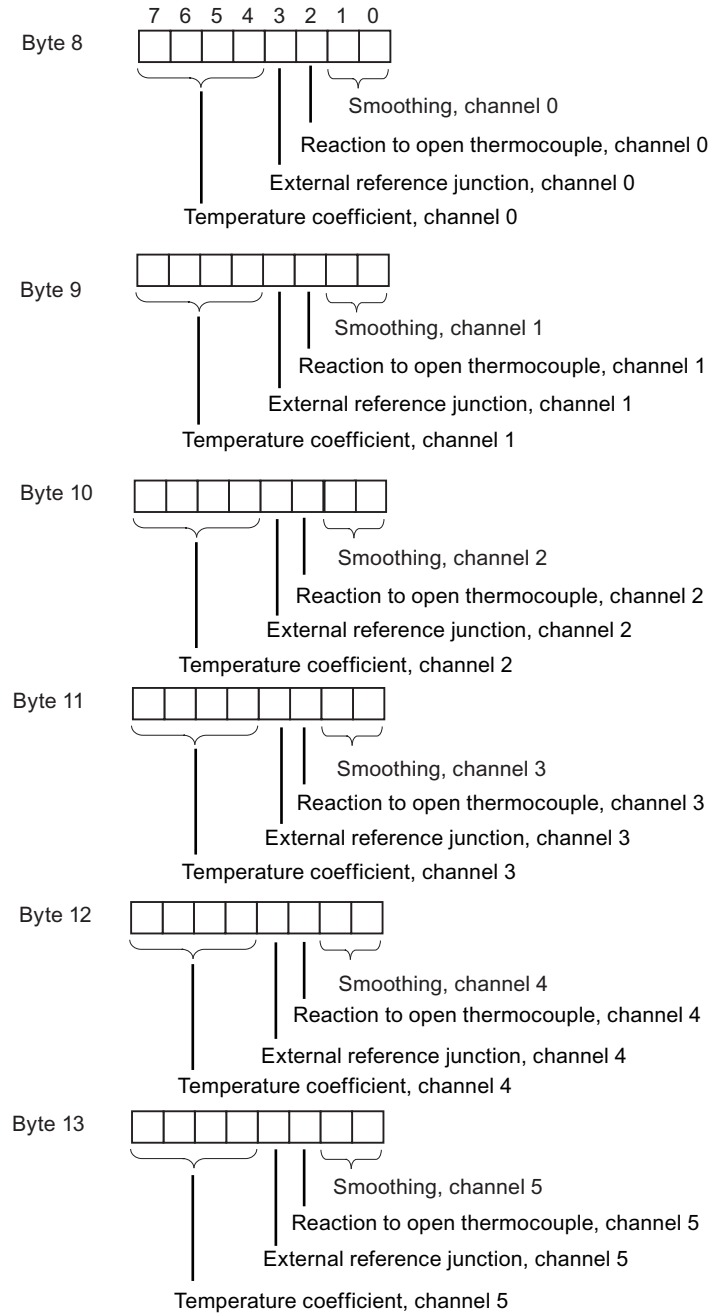 7 6 5 4 3 2 1 0
Byte 8
Smoothing, channel 0
Reaction to open thermocouple, channel 0
External reference junction, channel 0
Temperature coefficient, channel 0
Byte 9
Smoothing, channel 1
Reaction to open thermocouple, channel 1
External reference junction, channel 1
Temperature coefficient, channel 1
Byte 10
Smoothing, channel 2
Reaction to open thermocouple, channel 2
External reference junction, channel 2
Temperature coefficient, channel 2
Byte 11
Smoothing, channel 3
Reaction to open thermocouple, channel 3
External reference junction, channel 3
Temperature coefficient, channel 3
Byte 12
Smoothing, channel 4
Reaction to open thermocouple, channel 4
External reference junction, channel 4
Temperature coefficient, channel 4
Byte 13
Smoothing, channel 5
Reaction to open thermocouple, channel 5
External reference junction, channel 5
Temperature coefficient, channel 5